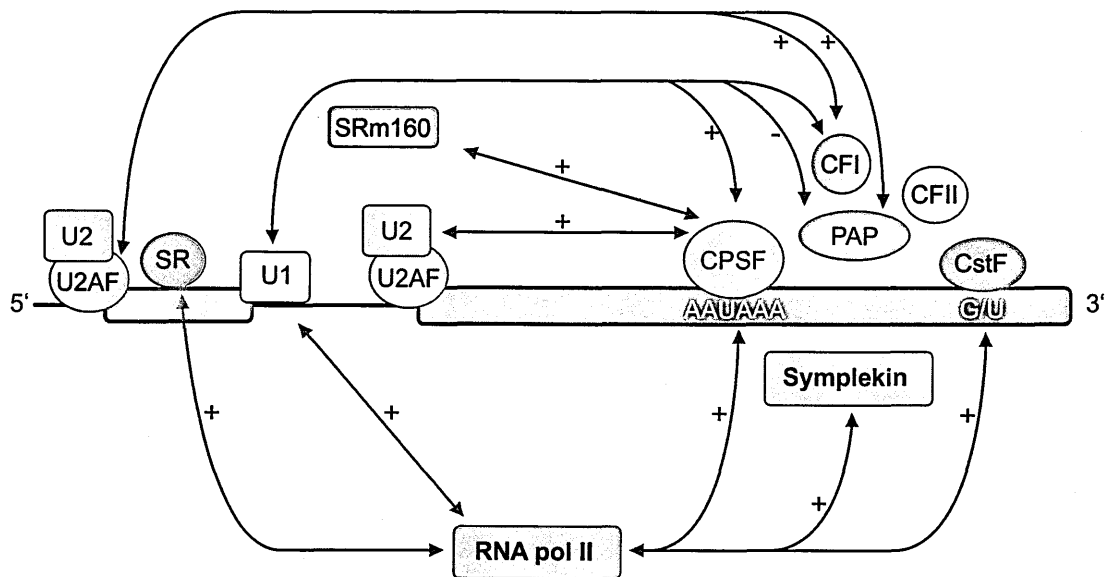 + +
SRm160
+ -
+
CFI
CFII
U2 U2 + PAP
SR CPSF
U2AF U1 U2AF CstF
5‘ AAUAAA G/U 3‘
Symplekin
+ + + +
+
RNA pol II